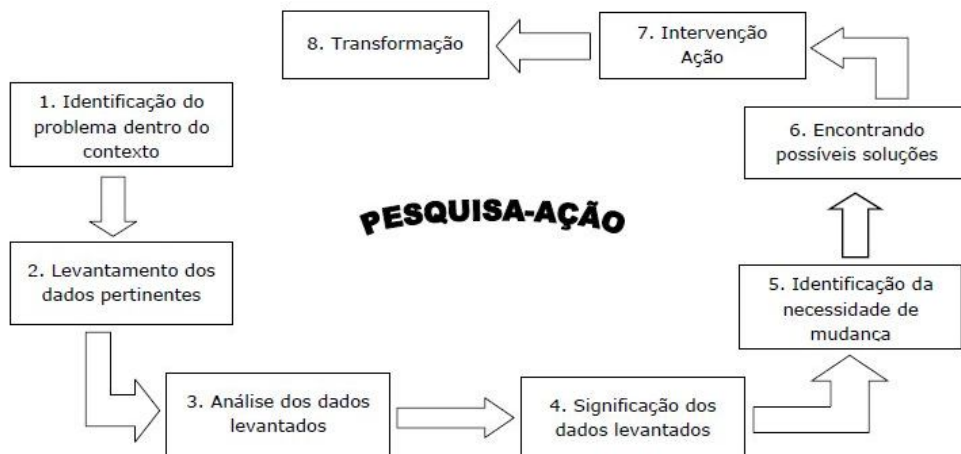 8. Transformação
7. Intervenção
Ação
1. Identificação do
problema dentro do
contexto
6. Encontrando
possíveis soluções
PESQUISA-AÇÃO
2. Levantamento dos
dados pertinentes
5. Identificação da
necessidade de
mudança
3. Análise dos dados
levantados
4. Significação dos
dados levantados